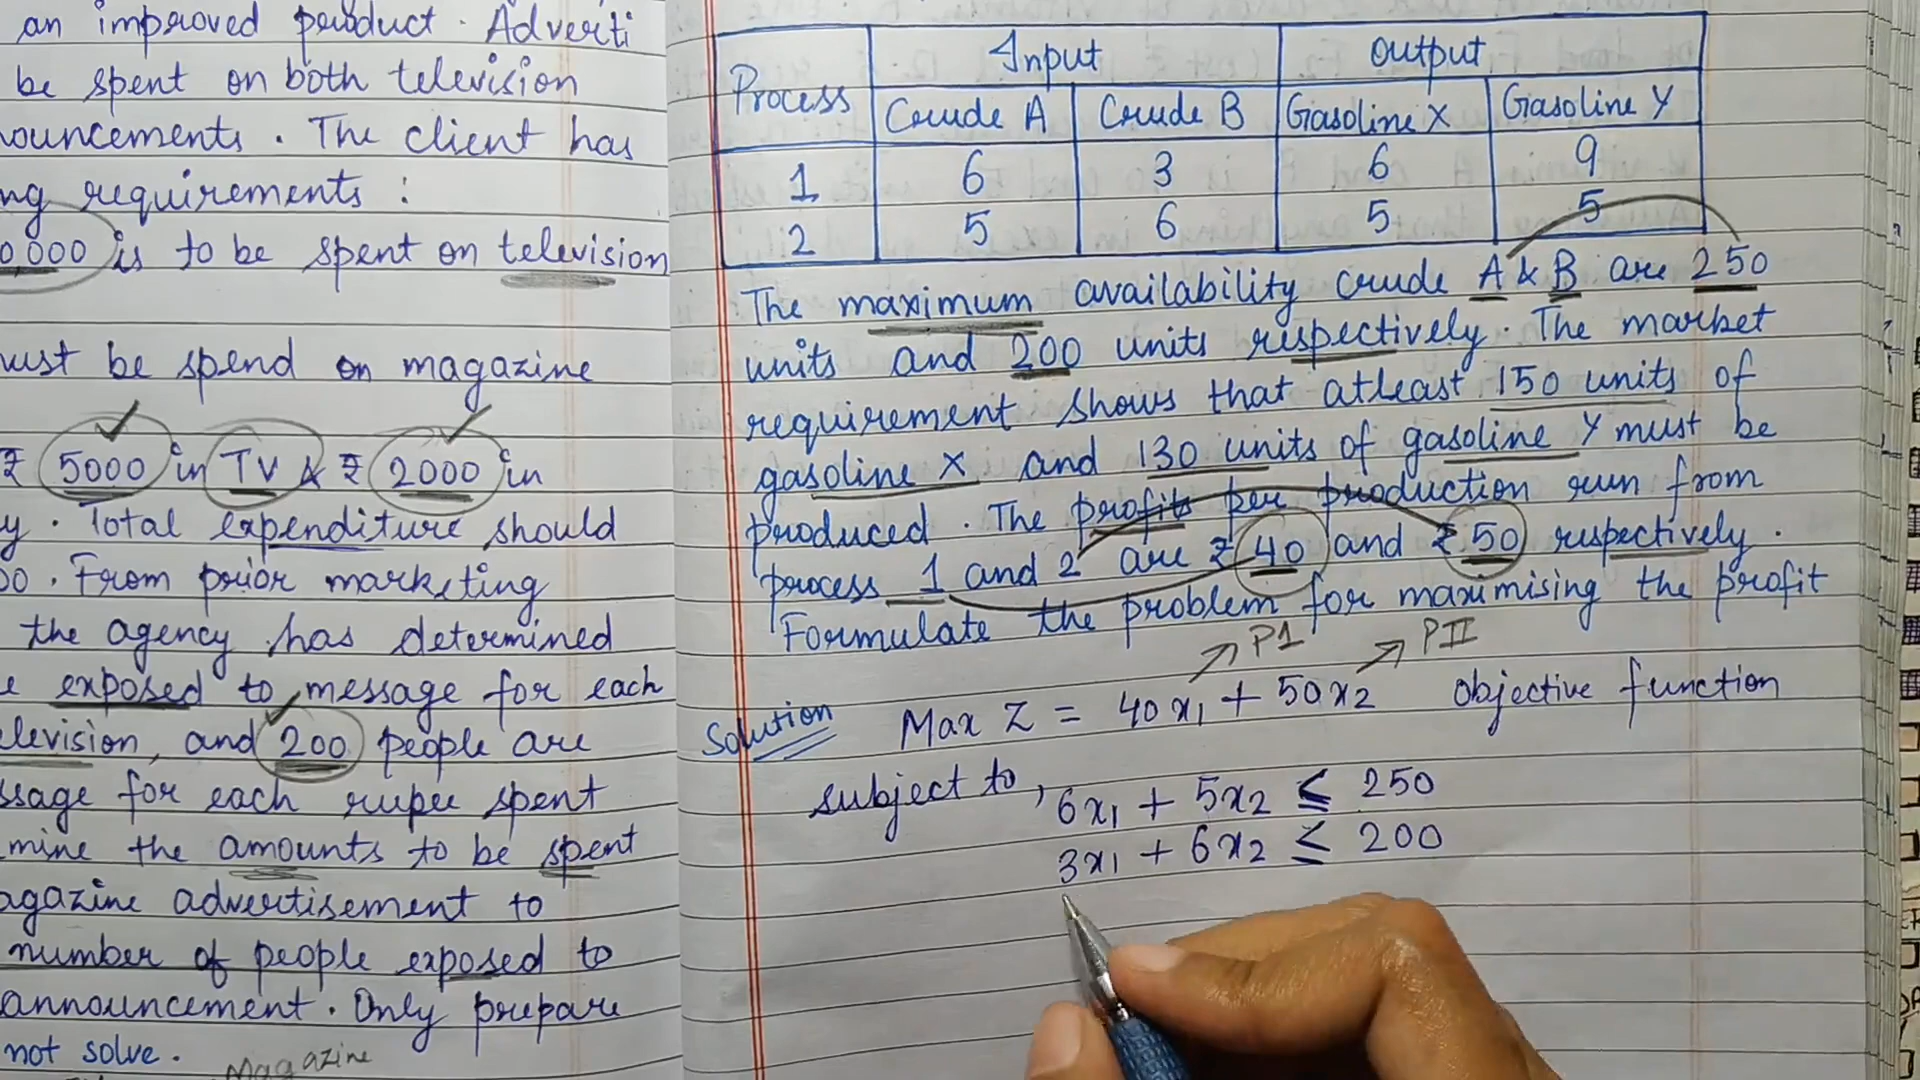 an improved product. Adverti
be spent on both television
ouncements. The client has
ng requirements :
0,000 is to be spent on television
ust be spend on magazine
₹ 5000 in TV & ₹ 2000 in
y. Total expenditure should
00. From prior marketing
the agency has determined
e exposed to message for each
elevision, and 200 people are
ssage for each rupee spent
mine the amounts to be spent
agazine advertisement to
number of people exposed to
announcement. Only prepare
not solve.
Magazine
Process Input Output
Crude A Crude B Gasoline X Gasoline Y
1 6 3 6 9
2 5 6 5 5
The maximum availability crude A & B are 250
units and 200 units respectively. The market
requirement shows that atleast 150 units of
gasoline X and 130 units of gasoline Y must be
produced. The profit per production run from
process 1 and 2 are ₹ 40 and ₹ 50 respectively.
Formulate the problem for maximising the profit
PI PII
Solution Max Z = 40x1 + 50x2 Objective function
subject to, 6x1 + 5x2 ≤ 250
3x1 + 6x2 ≤ 200